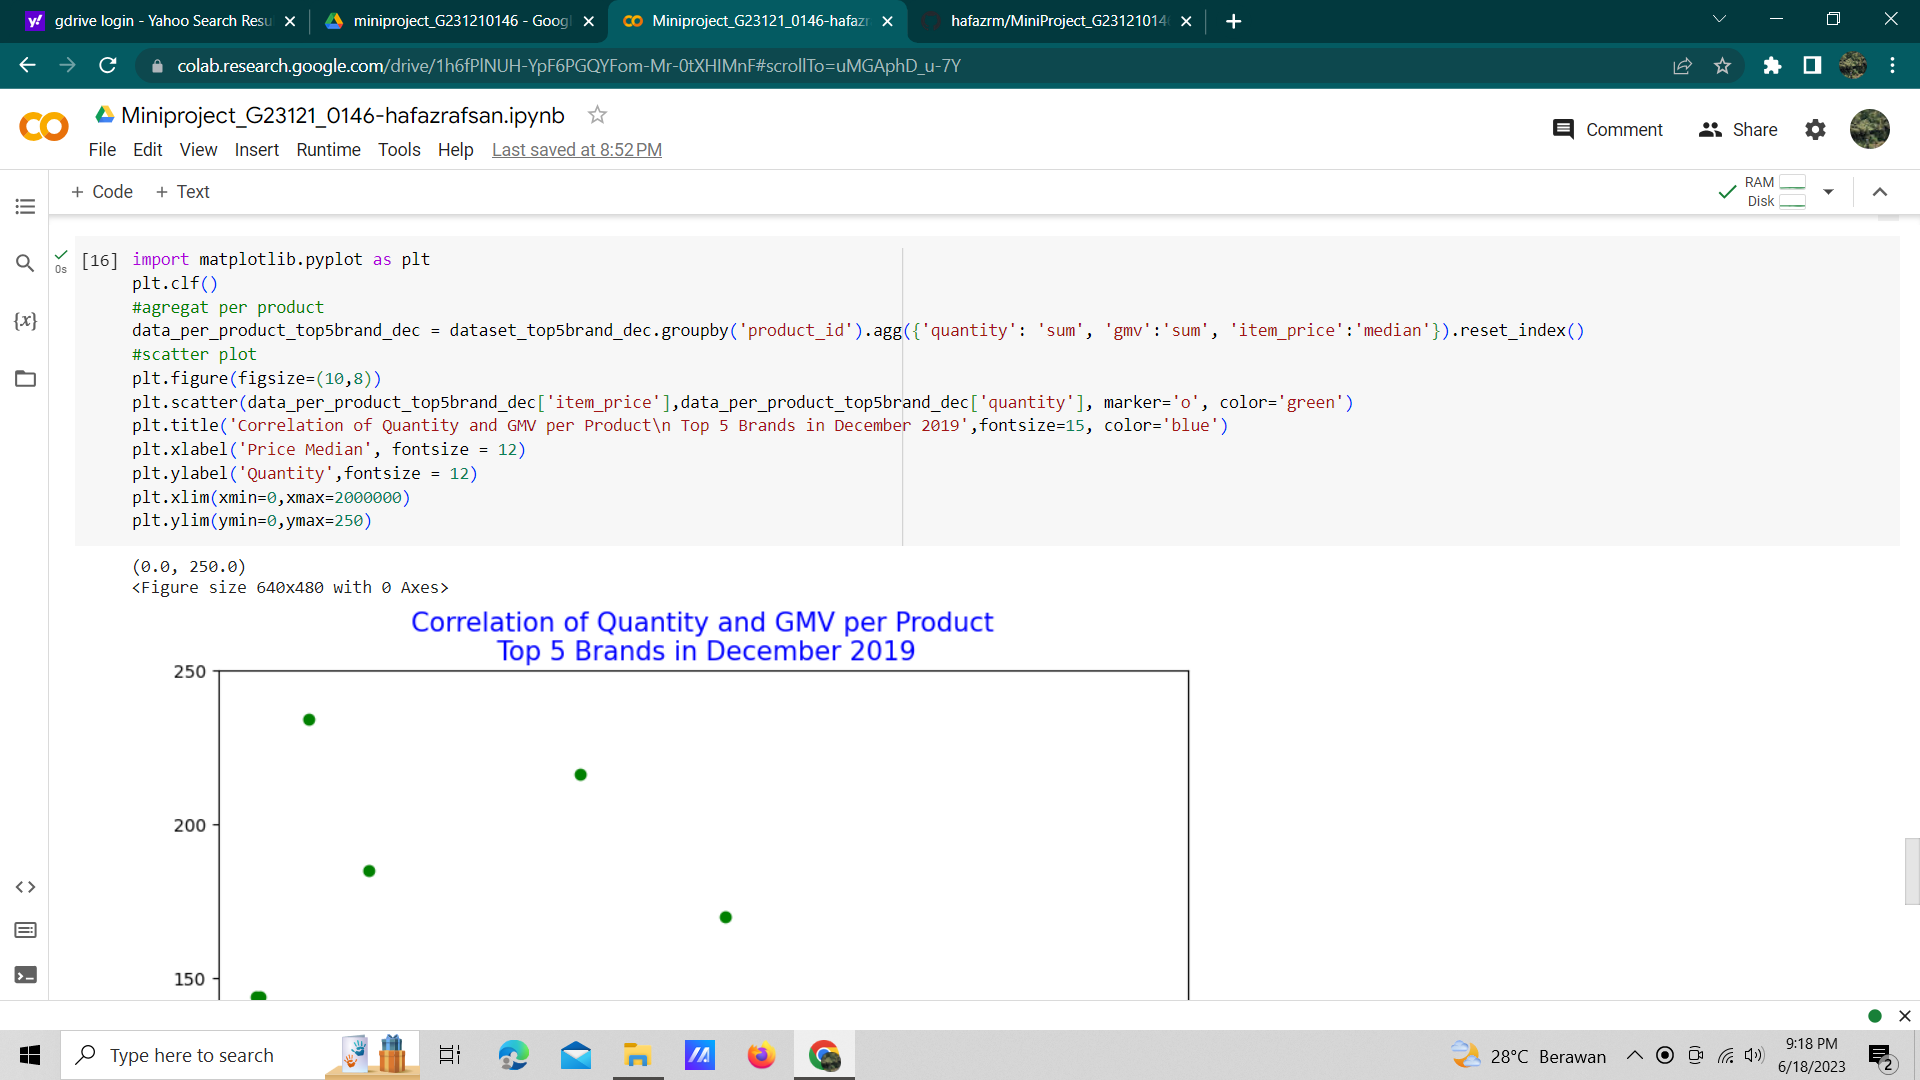 gdrive login - Yahoo Search Resu
miniproject_G231210146 - Googl
Miniproject_G23121_0146-hafazr
hafazrm/MiniProject_G23121014
colab.research.google.com/drive/1h6fPlNUH-YpF6PGQYFom-Mr-0tXHIMnF#scrollTo=uMGAphD_u-7Y
Miniproject_G23121_0146-hafazrafsan.ipynb
Comment
Share
File Edit View Insert Runtime Tools Help Last saved at 8:52 PM
+ Code + Text
RAM
Disk
[16] import matplotlib.pyplot as plt
0s
plt.clf()
#agregat per product
data_per_product_top5brand_dec = dataset_top5brand_dec.groupby('product_id').agg({'quantity': 'sum', 'gmv':'sum', 'item_price':'median'}).reset_index()
#scatter plot
plt.figure(figsize=(10,8))
plt.scatter(data_per_product_top5brand_dec['item_price'],data_per_product_top5brand_dec['quantity'], marker='o', color='green')
plt.title('Correlation of Quantity and GMV per Product\n Top 5 Brands in December 2019',fontsize=15, color='blue')
plt.xlabel('Price Median', fontsize = 12)
plt.ylabel('Quantity',fontsize = 12)
plt.xlim(xmin=0,xmax=2000000)
plt.ylim(ymin=0,ymax=250)
(0.0, 250.0)
<Figure size 640x480 with 0 Axes>
Correlation of Quantity and GMV per Product
Top 5 Brands in December 2019
250
200
150
Type here to search
28°C Berawan
9:18 PM
6/18/2023
2